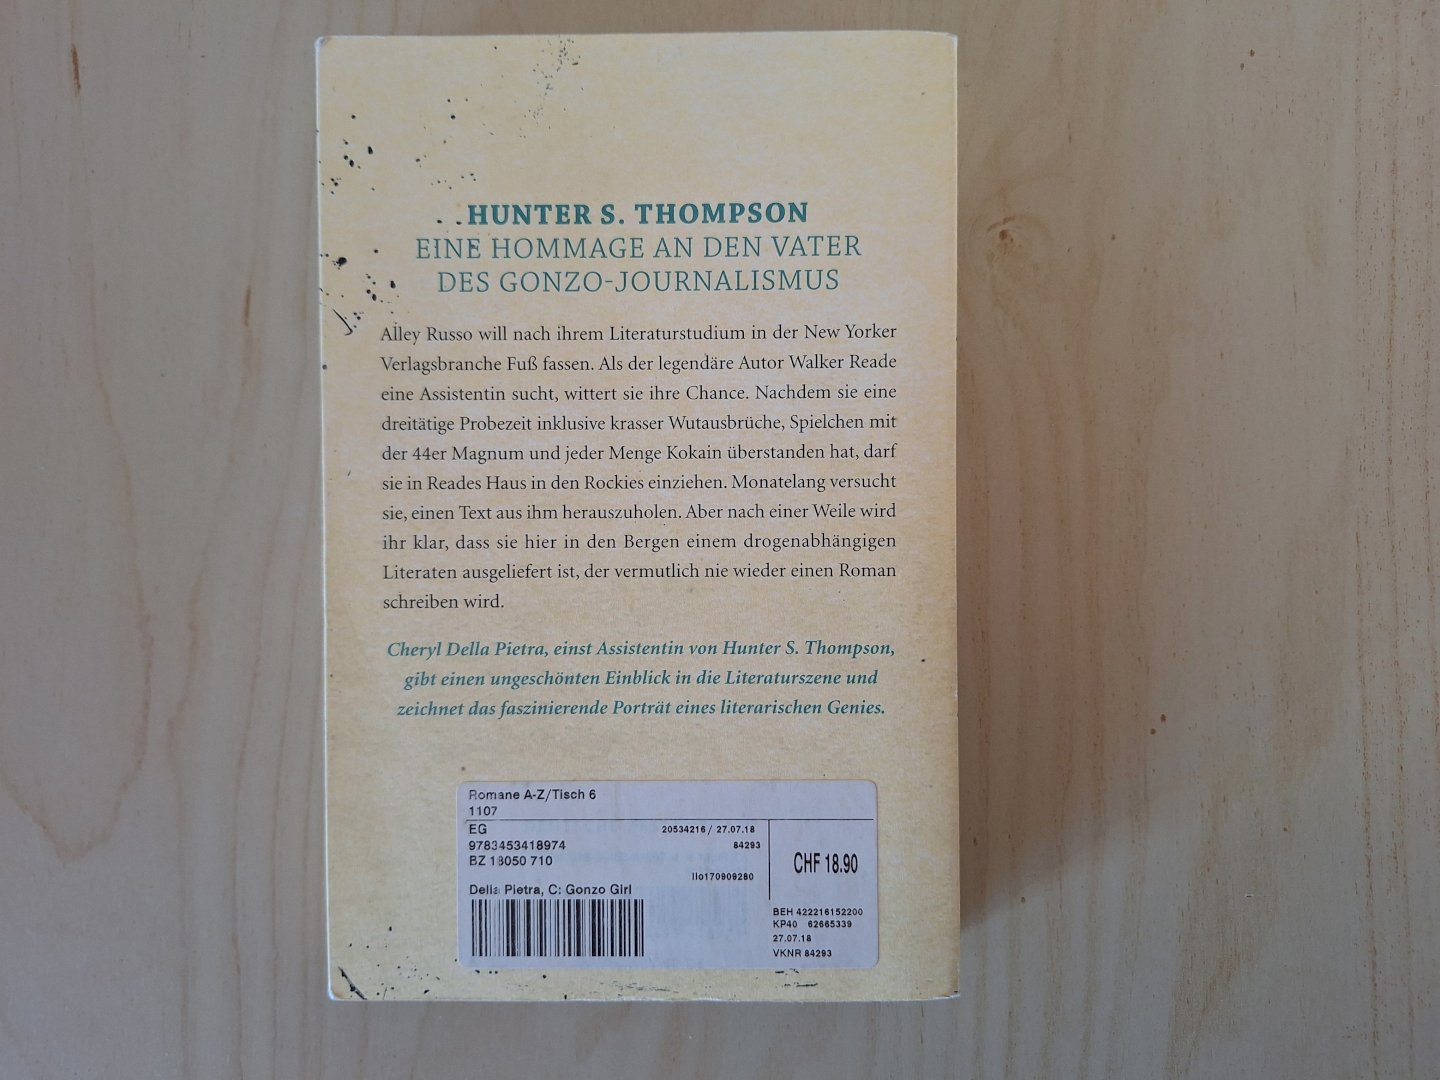 HUNTER S. THOMPSON
EINE HOMMAGE AN DEN VATER
DES GONZO-JOURNALISMUS
Alley Russo will nach ihrem Literaturstudium in der New Yorker
Verlagsbranche Fuß fassen. Als der legendäre Autor Walker Reade
eine Assistentin sucht, wittert sie ihre Chance. Nachdem sie eine
dreitätige Probezeit inklusive krasser Wutausbrüche, Spielchen mit
der 44er Magnum und jeder Menge Kokain überstanden hat, darf
sie in Reades Haus in den Rockies einziehen. Monatelang versucht
sie, einen Text aus ihm herauszuholen. Aber nach einer Weile wird
ihr klar, dass sie hier in den Bergen einem drogenabhängigen
Literaten ausgeliefert ist, der vermutlich nie wieder einen Roman
schreiben wird.
Cheryl Della Pietra, einst Assistentin von Hunter S. Thompson,
gibt einen ungeschönten Einblick in die Literaturszene und
zeichnet das faszinierende Porträt eines literarischen Genies.
Romane A-Z/Tisch 6
1107
EG 20534216 / 27.07.18
9783453418974 84293
BZ 18050 710
llo170909280
CHF 18.90
Della Pietra, C: Gonzo Girl
BEH 422216152200
KP40 62665339
27.07.18
VKNR 84293